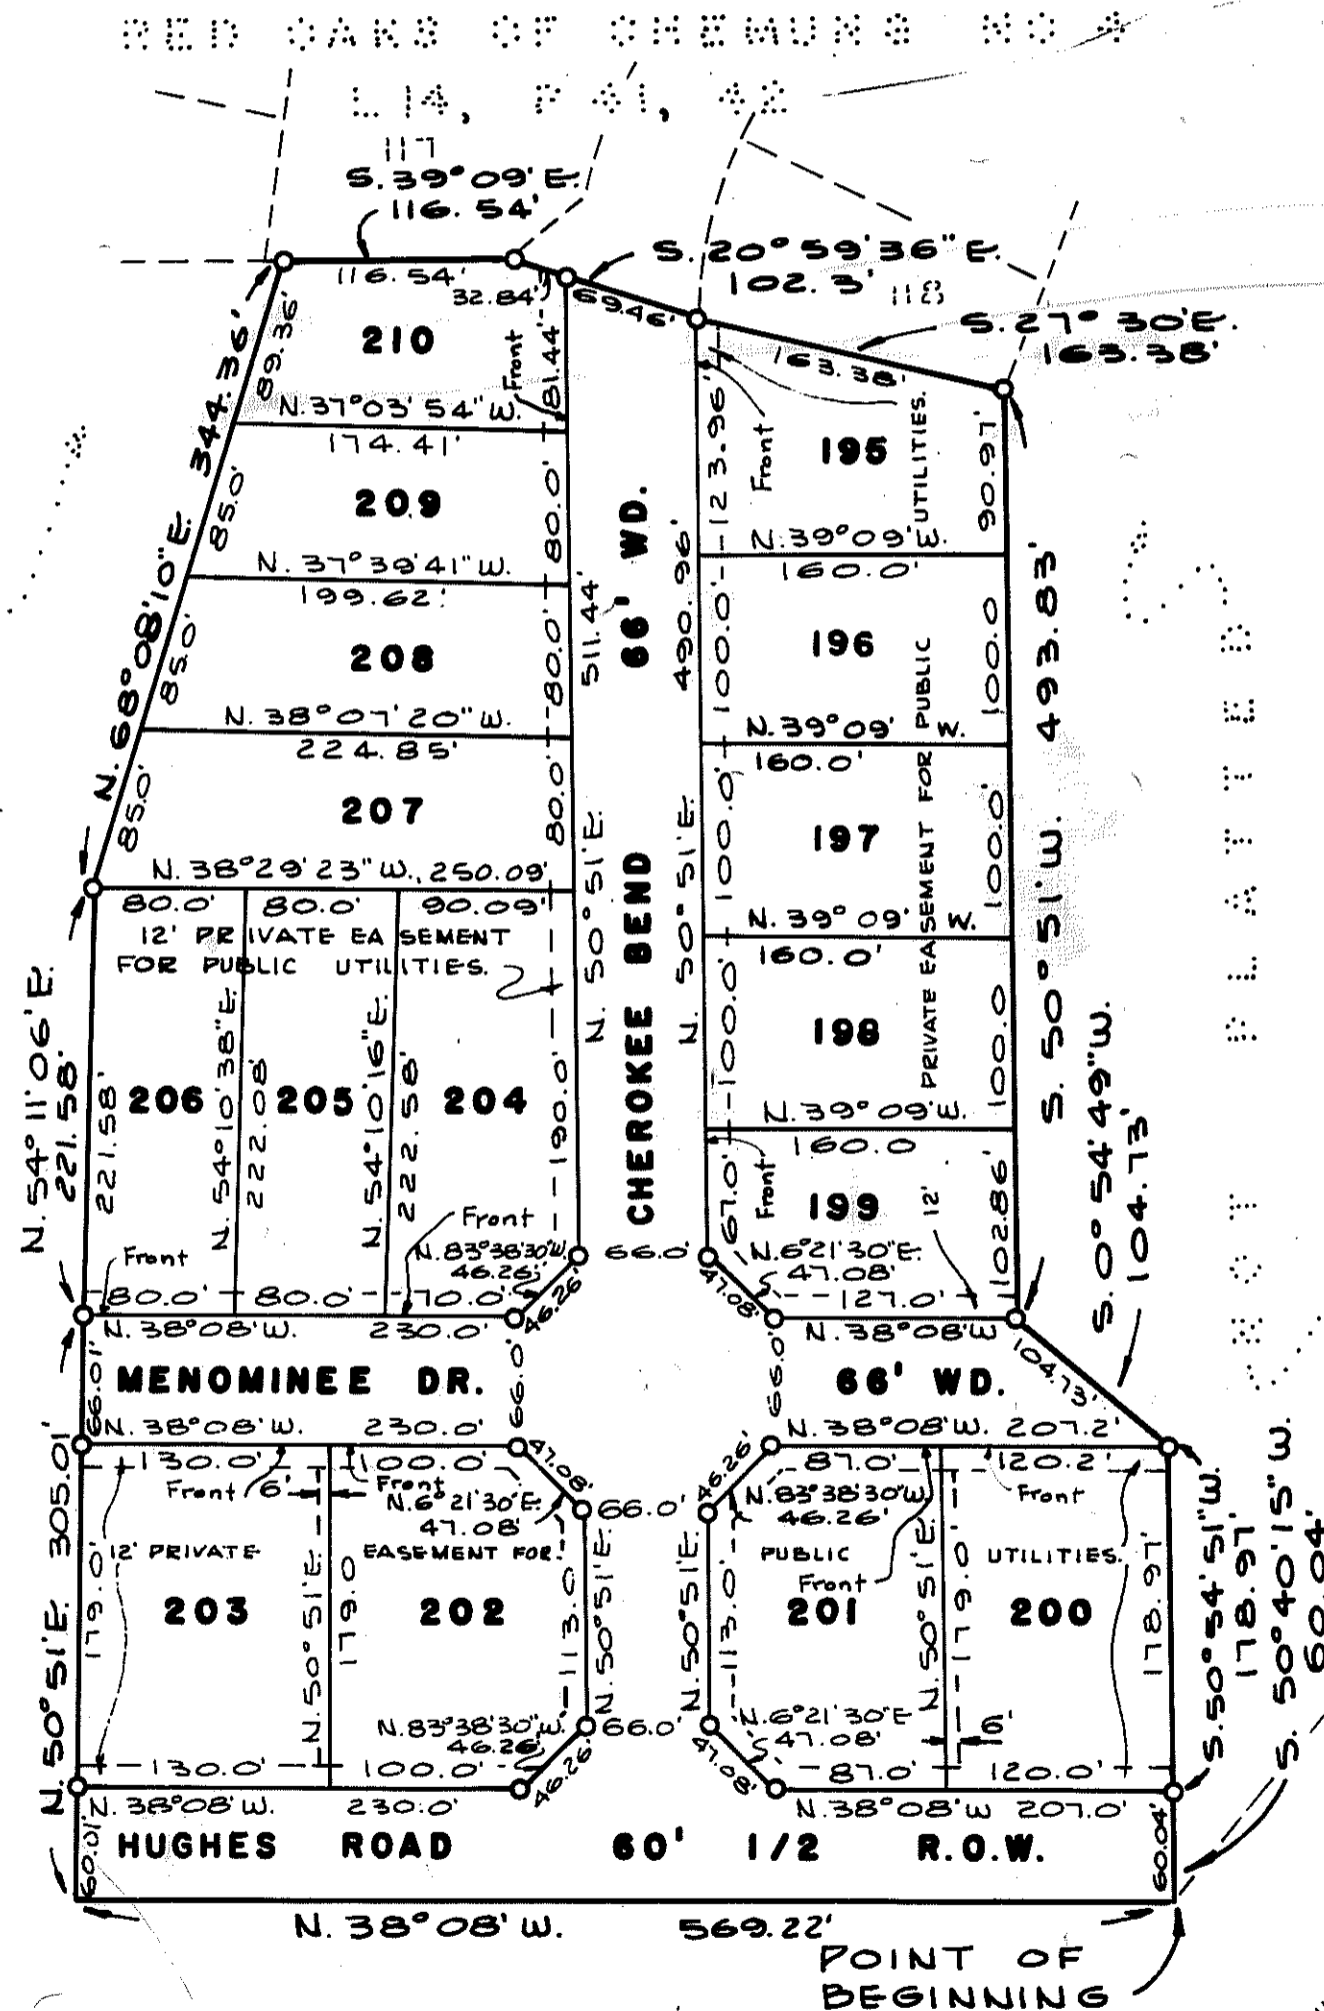 RED OAKS OF CHEMUNG NO 4
L 14, P 41, 42
117
S. 39° 09' E.
116. 54'
S. 20° 59' 36" E.
102. 3'
118
S. 27° 30' E.
163.38'
116. 54'
32.84'
69.46'
163.38'
N. 68° 08' 10" E. 344.36'
89.36'
210
Front
81.44'
N. 37° 03' 54" W.
174.41'
85.0'
209
80.0'
N. 37° 39' 41" W.
199.62'
85.0'
208
80.0'
N. 38° 07' 20" W.
224.85'
85.0'
207
80.0'
N. 38° 29' 23" W., 250.09'
511.44'
N. 50° 51' E.
66' WD.
CHEROKEE BEND
490.96'
N. 50° 51' E.
Front
123.96'
195
90.97'
UTILITIES.
N. 39° 09' E.
160.0'
100.0'
196
100.0
N. 39° 09' W.
160.0'
PRIVATE EASEMENT FOR PUBLIC
100.0'
197
100.0'
N. 39° 09' W.
160.0'
100.0'
198
100.0
N. 39° 09' E.
160.0
67.0'
Front
199
12'
102.86'
N. 6° 21' 30" E.
47.08'
47.08'
127.0'
N. 38° 08' W
S. 50° 51' W. 493.83'
S. 0° 54' 49" W.
104.73'
NOT PLATTED
80.0'
80.0'
90.09'
12' PRIVATE EASEMENT
FOR PUBLIC UTILITIES.
N. 54° 11' 06" E.
221.58'
221.58'
206
N. 54° 10' 38" E.
222.08'
205
N. 54° 10' 16" E.
222.58'
204
190.0'
Front
Front
N. 83° 38' 30" W.
46.26'
46.26'
66.0'
80.0'
80.0'
70.0'
N. 38° 08' W. 230.0'
66.01'
MENOMINEE DR.
66.0'
66.0'
66' WD.
104.73'
N. 38° 08' W. 230.0'
N. 38° 08' W. 207.2'
130.0'
100.0'
47.08'
46.26'
87.0'
120.2'
Front
6'
Front
N. 6° 21' 30" E.
47.08'
66.0'
N. 83° 38' 30" W.
46.26'
Front
12' PRIVATE
EASEMENT FOR
PUBLIC
UTILITIES.
Front
N. 50° 51' E. 305.01'
179.0'
203
N. 50° 51' E.
179.0
202
113.0'
N. 50° 51' E.
N. 50° 51' E.
113.0'
201
N. 50° 51' E.
179.0'
200
178.97'
S. 50° 54' 51" W.
178.97'
S. 50° 40' 15" W.
60.04'
N. 83° 38' 30" W.
46.26'
46.26'
66.0'
N. 6° 21' 30" E
47.08'
47.08'
6'
130.0'
100.0'
87.0'
120.0'
N. 38° 08' W. 230.0'
N. 38° 08' W 207.0'
60.01'
HUGHES ROAD 60' 1/2 R.O.W.
60.04'
N. 38° 08' W. 569.22'
POINT OF
BEGINNING